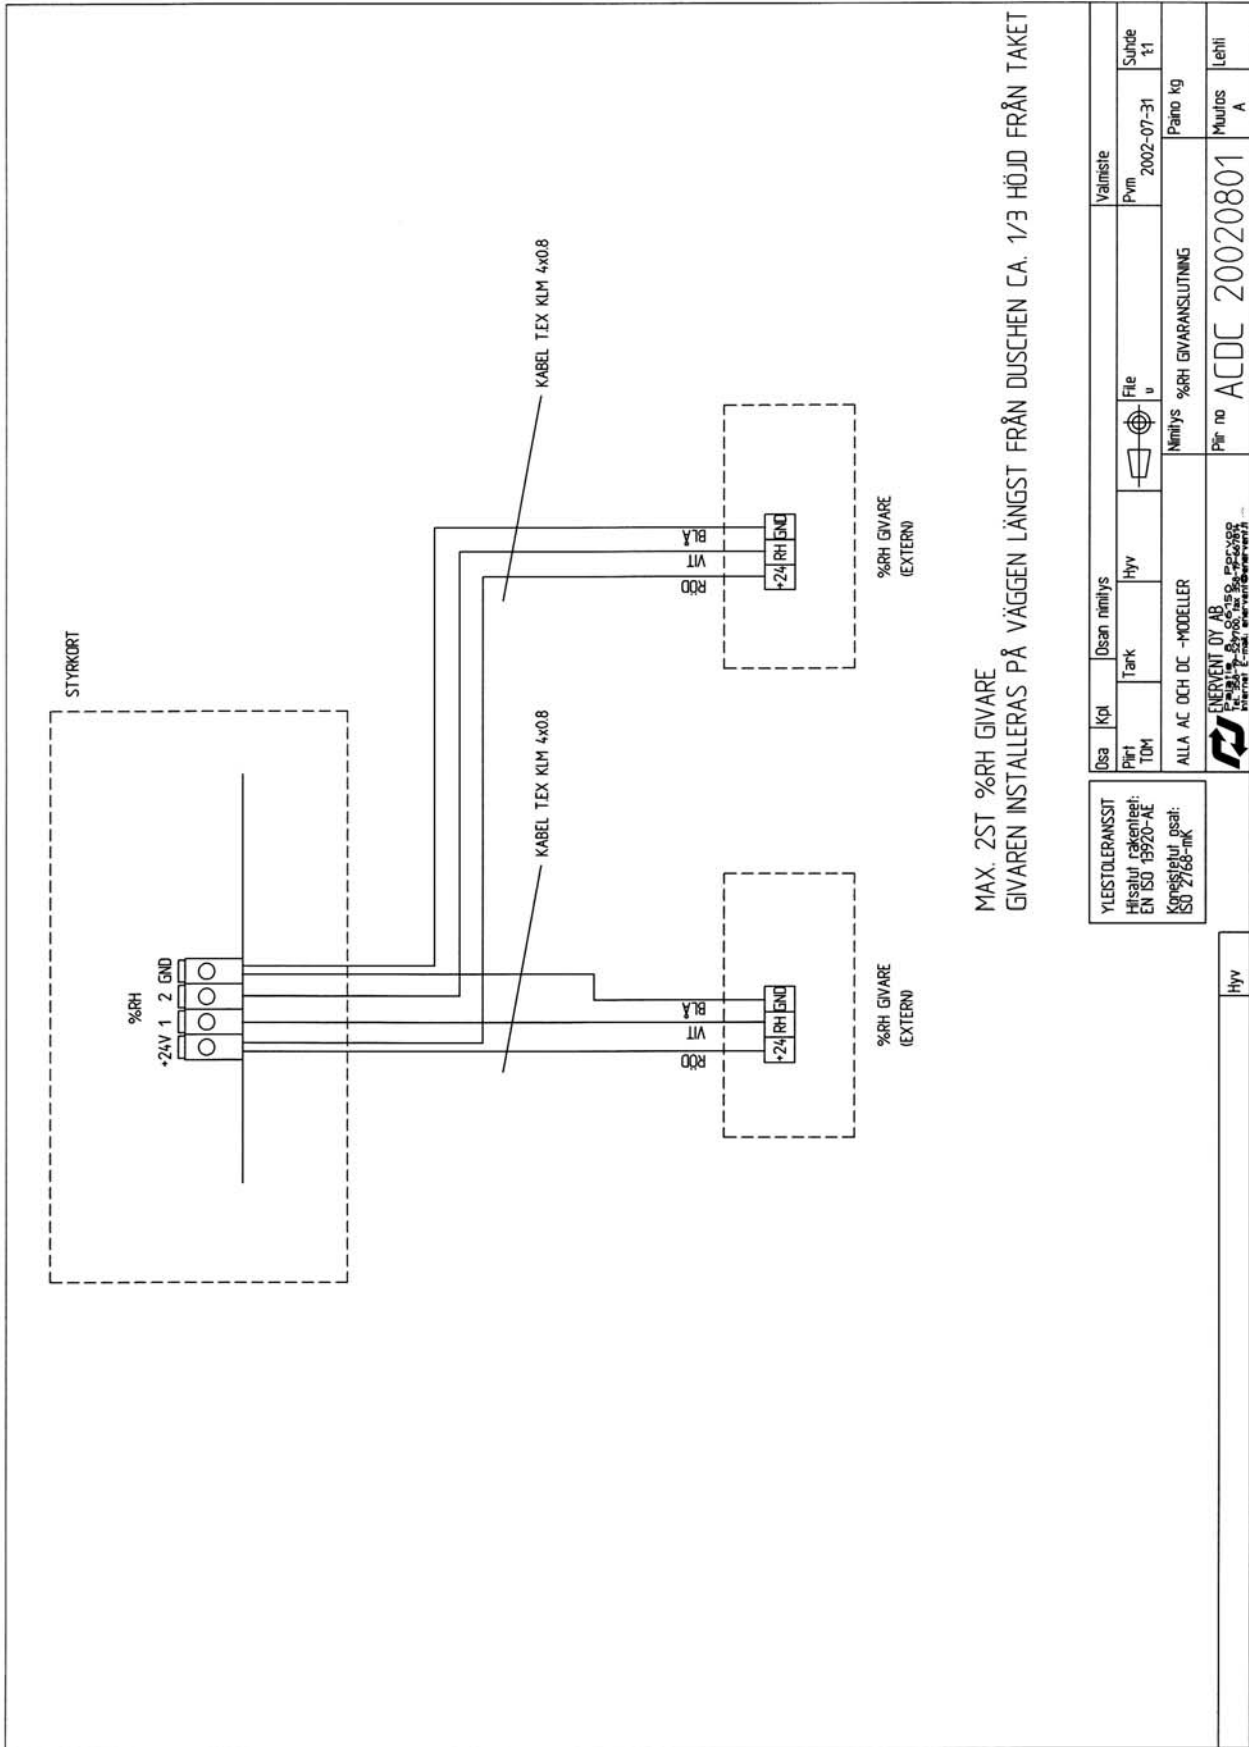 STYRKORT
%RH
+24V 1 2 GND
KABEL T.EX KLM 4x0.8
KABEL T.EX KLM 4x0.8
RÖD
VIT
BLÅ
RÖD
VIT
BLÅ
+24 RH GND
+24 RH GND
%RH GIVARE
(EXTERN)
%RH GIVARE
(EXTERN)
MAX. 2ST %RH GIVARE
GIVAREN INSTALLERAS PÅ VÄGGEN LÄNGST FRÅN DUSCHEN CA. 1/3 HÖJD FRÅN TAKET
YLEISTOLERANSSIT
Hitsatut rakenteet:
EN ISO 13920-AE
Koneistetut osat:
ISO 2768-mK
Osa Kpl Osan nimitys Valmiste
Piirt Tark Hyv File Pvm Suhde
TOM 2002-07-31 1:1
ALLA AC OCH DC -MODELLER
Nimitys %RH GIVARANSLUTNING
Paino kg
ENERVENT OY AB
Piir no ACDC 20020801
Muutos A
Lehti
Hyv